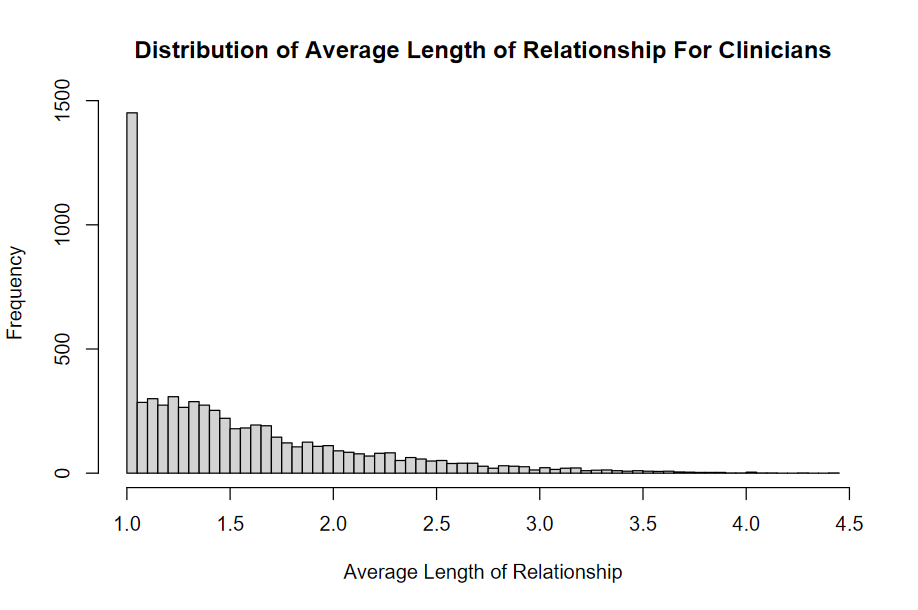 Distribution of Average Length of Relationship For Clinicians
1500
1000
500
0
Frequency
1.0 1.5 2.0 2.5 3.0 3.5 4.0 4.5
Average Length of Relationship